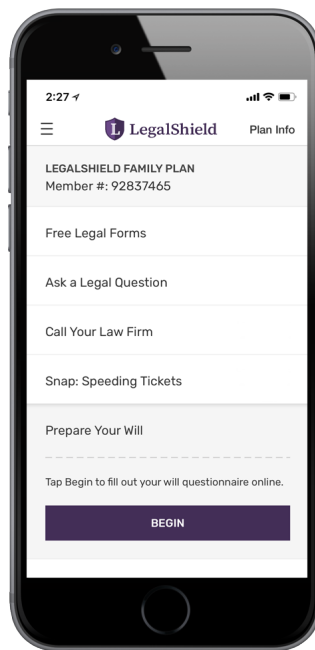 2:27
LegalShield
Plan Info
LEGALSHIELD FAMILY PLAN
Member #: 92837465
Free Legal Forms
Ask a Legal Question
Call Your Law Firm
Snap: Speeding Tickets
Prepare Your Will
Tap Begin to fill out your will questionnaire online.
BEGIN